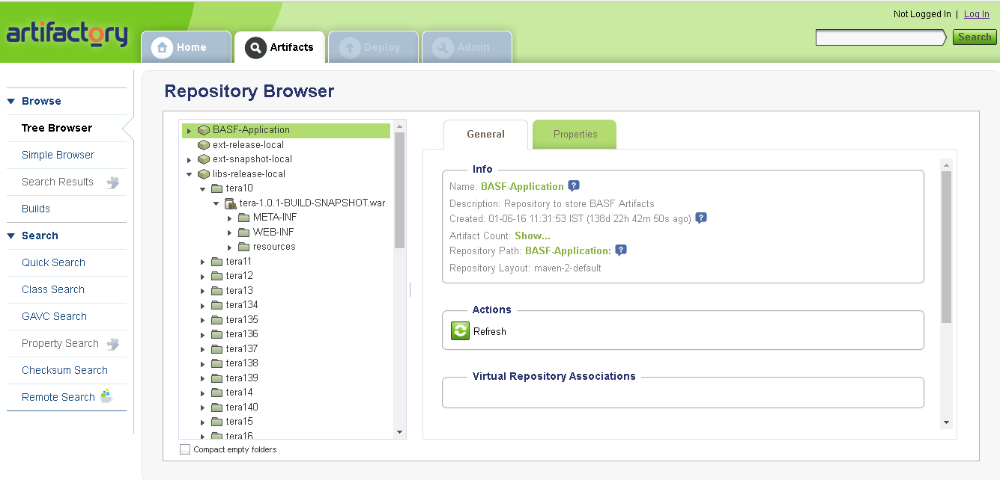 Not Logged In | Log In
artifactory
Home
Artifacts
Deploy
Admin
Search
Browse
Tree Browser
Simple Browser
Search Results
Builds
Search
Quick Search
Class Search
GAVC Search
Property Search
Checksum Search
Remote Search
Repository Browser
BASF-Application
ext-release-local
ext-snapshot-local
libs-release-local
tera10
tera-1.0.1-BUILD-SNAPSHOT.war
META-INF
WEB-INF
resources
tera11
tera12
tera13
tera134
tera135
tera136
tera137
tera138
tera139
tera14
tera140
tera15
tera16
Compact empty folders
General
Properties
Info
Name: BASF-Application ?
Description: Repository to store BASF Artifacts
Created: 01-06-16 11:31:53 IST (138d 22h 42m 50s ago) ?
Artifact Count: Show...
Repository Path: BASF-Application: ?
Repository Layout: maven-2-default
Actions
Refresh
Virtual Repository Associations